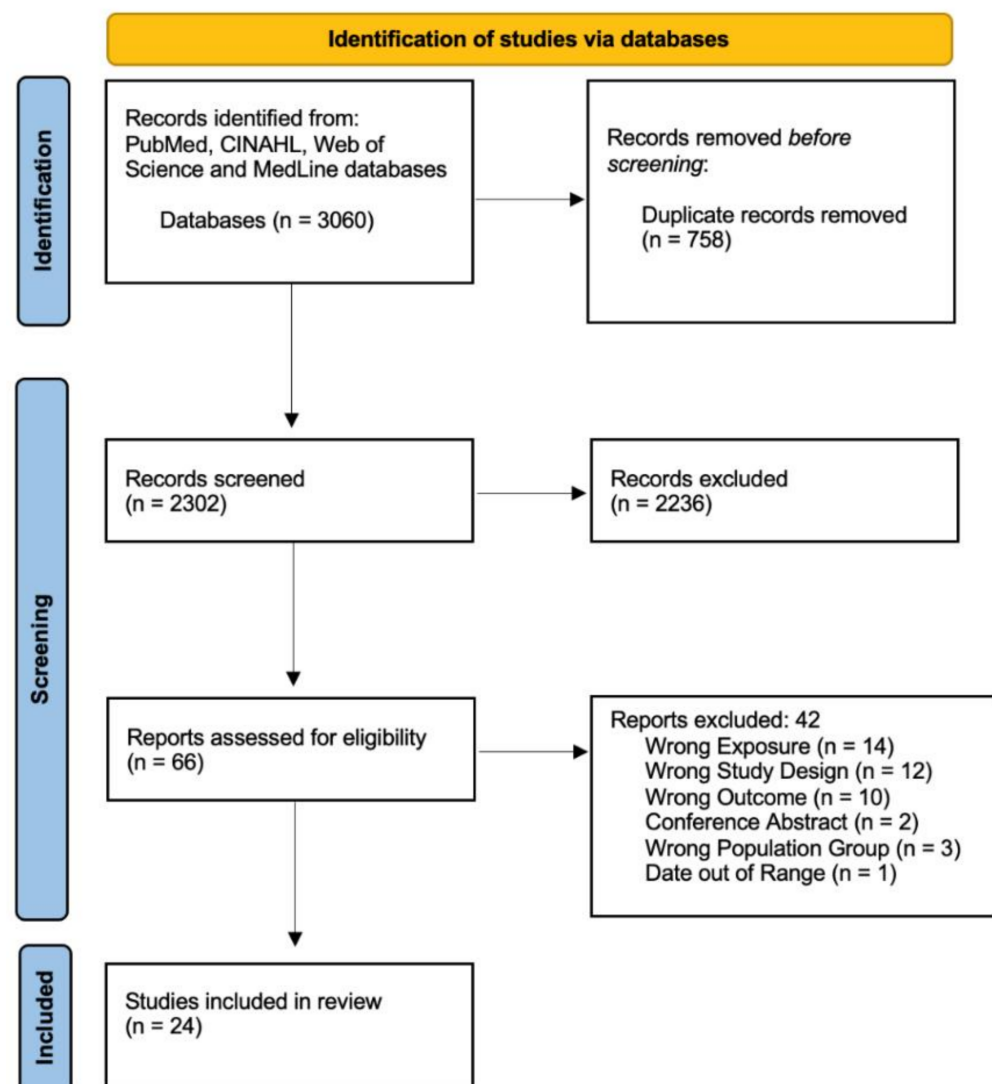 Identification of studies via databases
Identification
Records identified from:
PubMed, CINAHL, Web of
Science and MedLine databases
Databases (n = 3060)
Records removed before
screening:
Duplicate records removed
(n = 758)
Screening
Records screened
(n = 2302)
Records excluded
(n = 2236)
Reports assessed for eligibility
(n = 66)
Reports excluded: 42
Wrong Exposure (n = 14)
Wrong Study Design (n = 12)
Wrong Outcome (n = 10)
Conference Abstract (n = 2)
Wrong Population Group (n = 3)
Date out of Range (n = 1)
Included
Studies included in review
(n = 24)